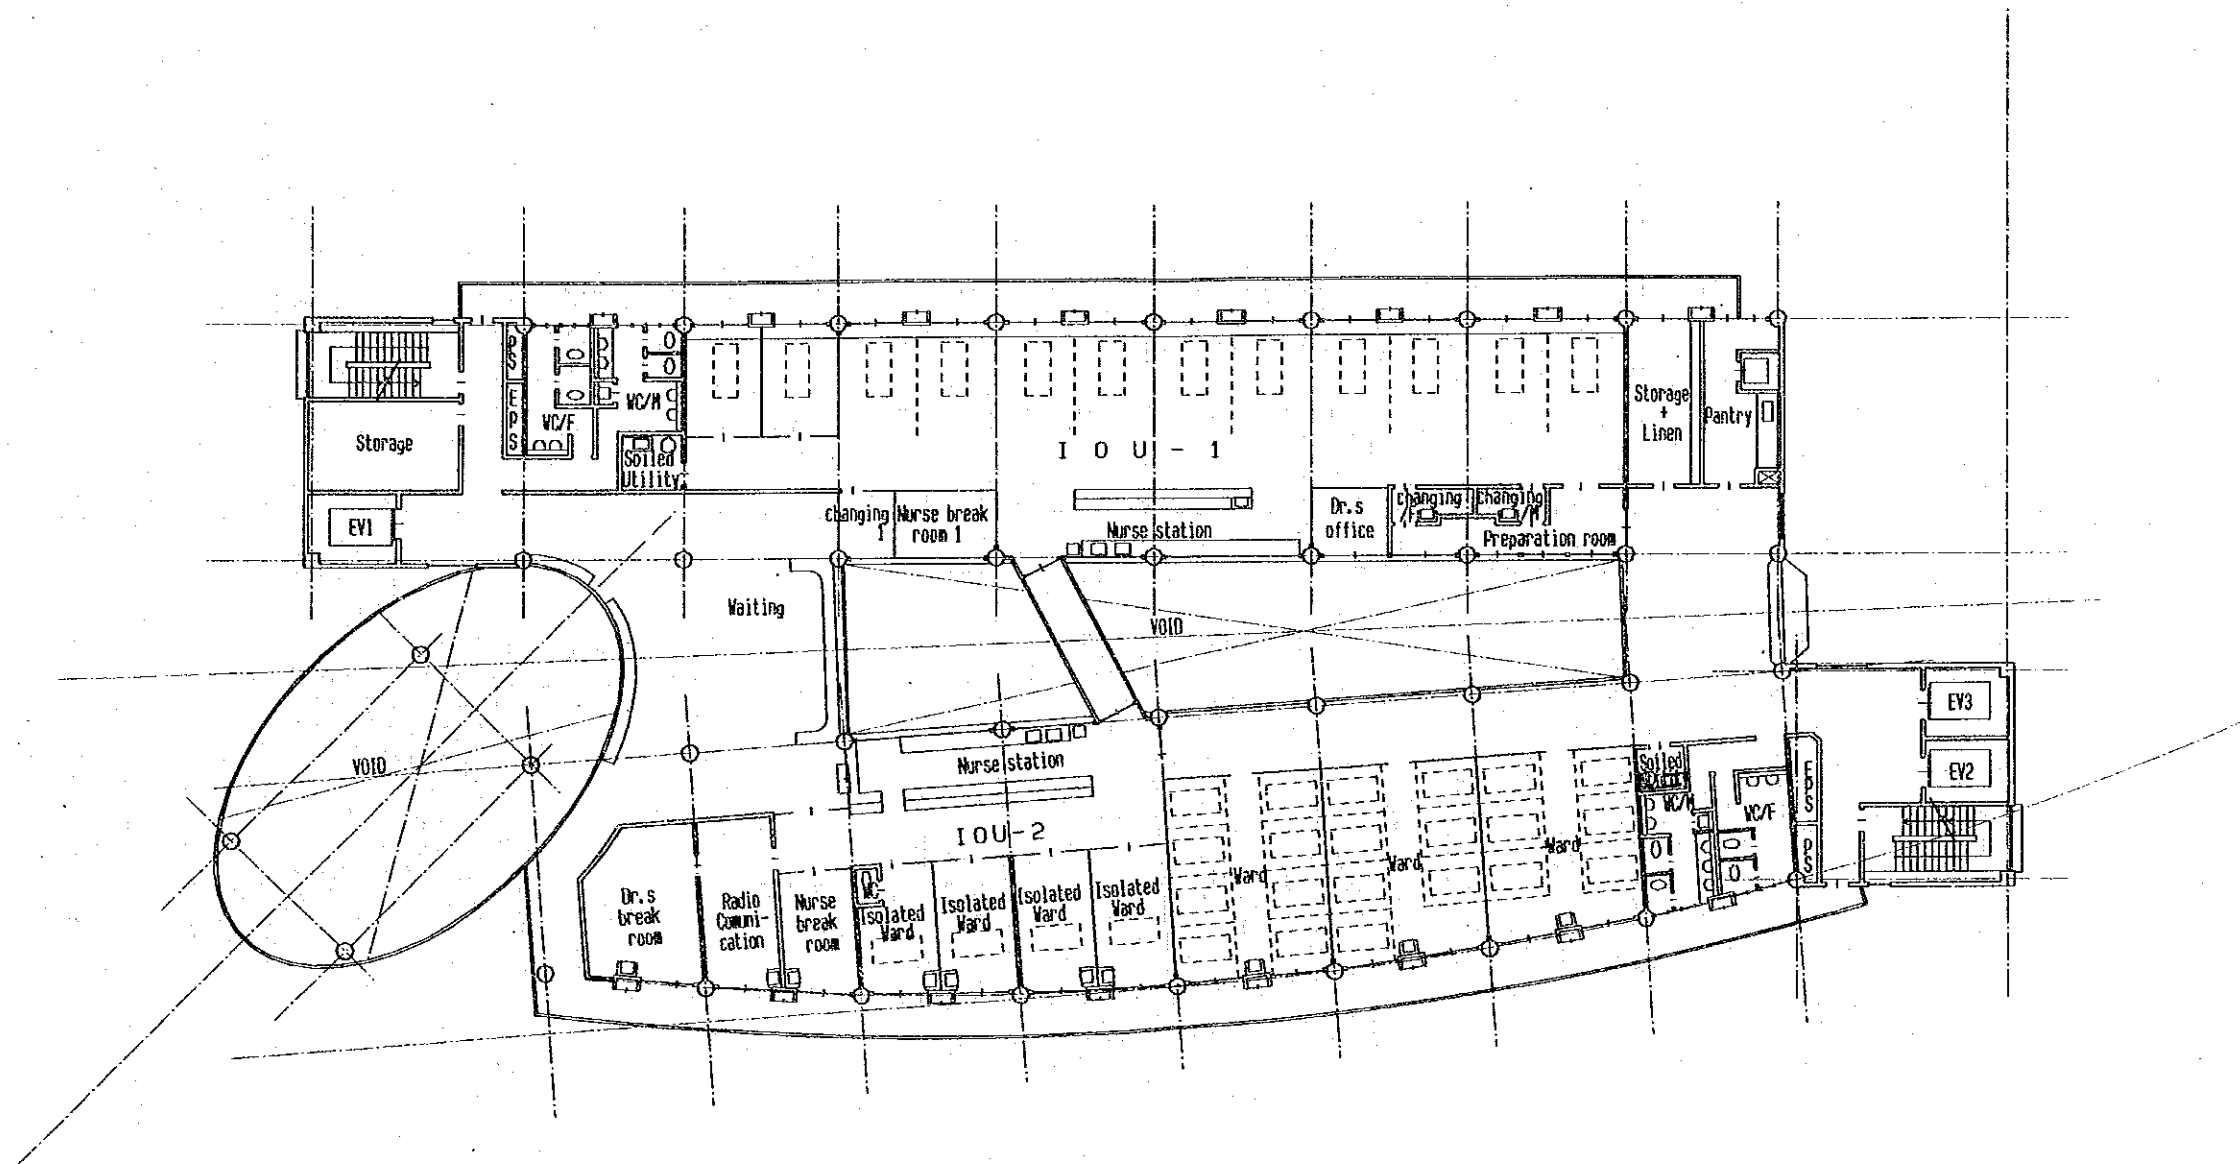 PS
EPS
WC/F
WC/M
Storage
Soiled
Utility
EV1
IOU-1
Storage
+
Linen
Pantry
changing
1
Nurse break
room 1
Nurse station
Dr.s
office
changing
/F
Changing
/M
Preparation room
Waiting
VOID
VOID
Nurse station
IOU-2
Dr.s
break
room
Radio
Comuni-
cation
Nurse
break
room
WC
Isolated
Ward
Isolated
Ward
Isolated
Ward
Isolated
Ward
Ward
Ward
Ward
Soiled
WC/M
WC/F
EPS
PS
EV3
EV2